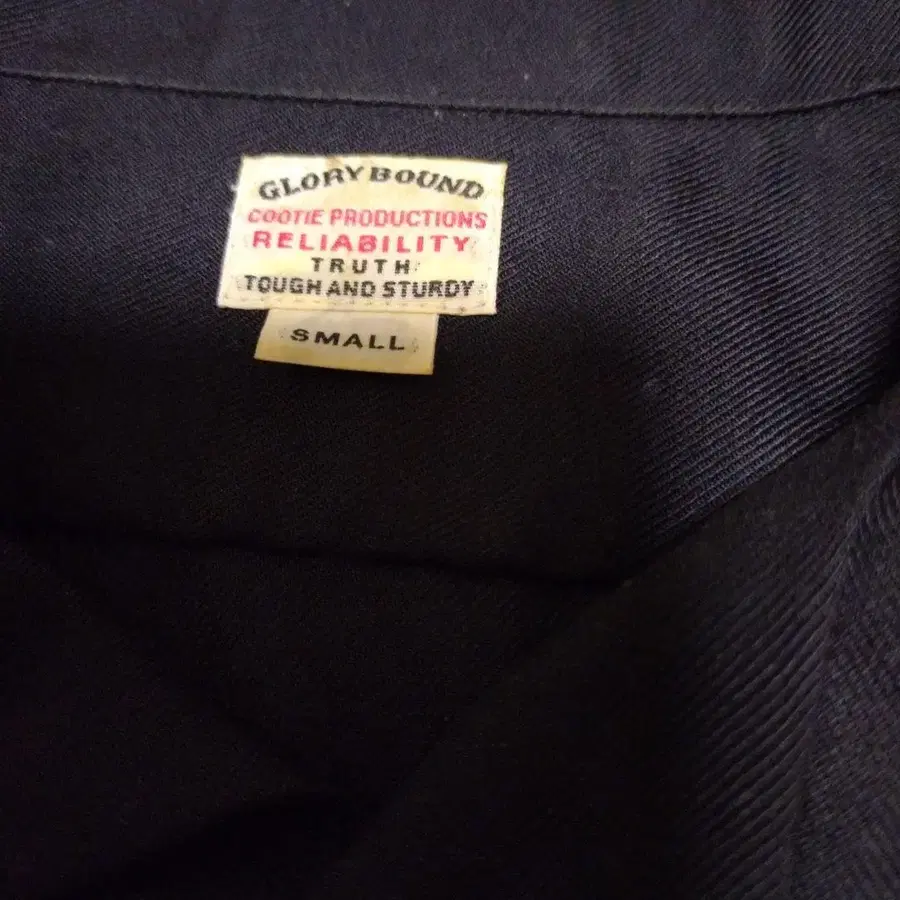 GLORY BOUND
COOTIE PRODUCTIONS
RELIABILITY
TRUTH
TOUGH AND STURDY
SMALL